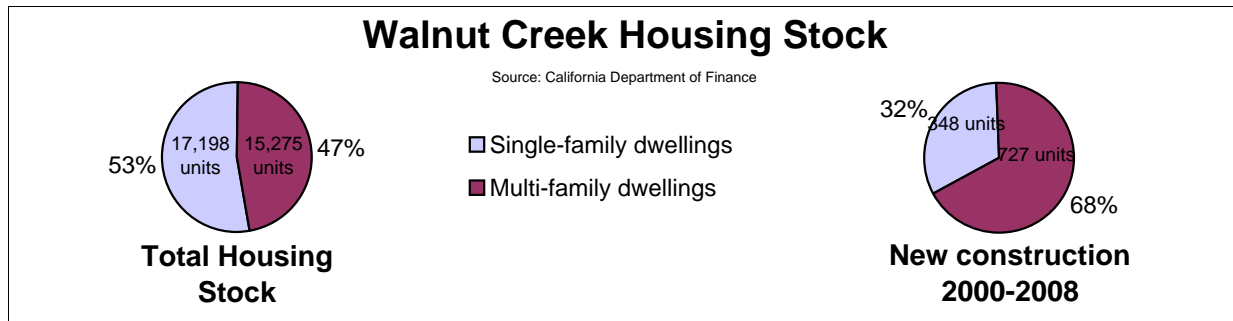 Walnut Creek Housing Stock
Source: California Department of Finance
53%
17,198
units
15,275
units
47%
Total Housing
Stock
Single-family dwellings
Multi-family dwellings
32%
348 units
727 units
68%
New construction
2000-2008